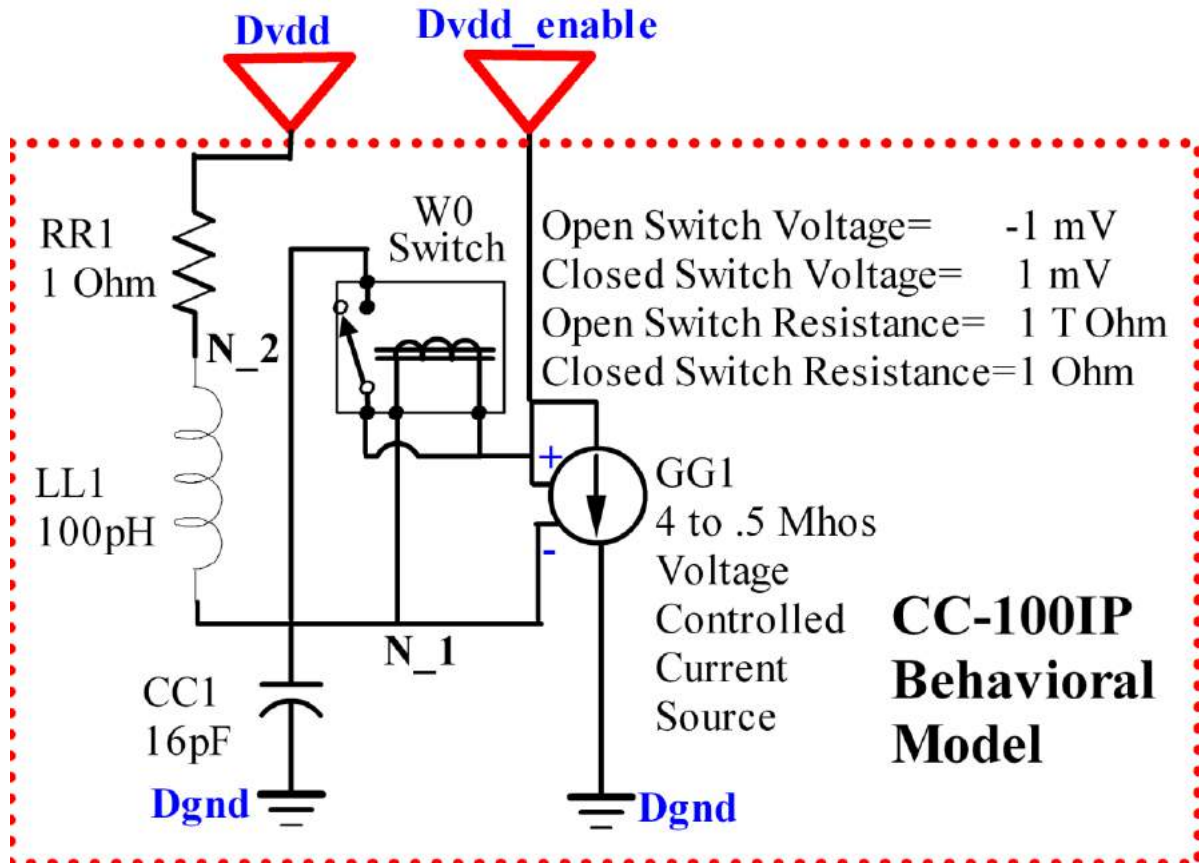 Dvdd
Dvdd_enable
RR1
1 Ohm
W0
Switch
Open Switch Voltage= -1 mV
Closed Switch Voltage= 1 mV
Open Switch Resistance= 1 T Ohm
Closed Switch Resistance=1 Ohm
N_2
LL1
100pH
+
-
GG1
4 to .5 Mhos
Voltage
Controlled
Current
Source
N_1
CC1
16pF
CC-100IP
Behavioral
Model
Dgnd
Dgnd